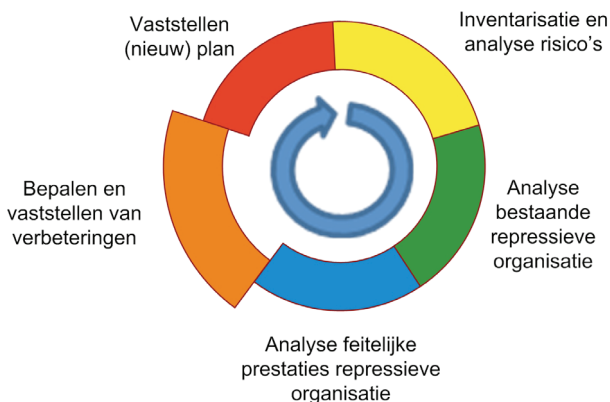 Vaststellen
(nieuw) plan
Inventarisatie en
analyse risico's
Analyse
bestaande
repressieve
organisatie
Analyse feitelijke
prestaties repressieve
organisatie
Bepalen en
vaststellen van
verbeteringen